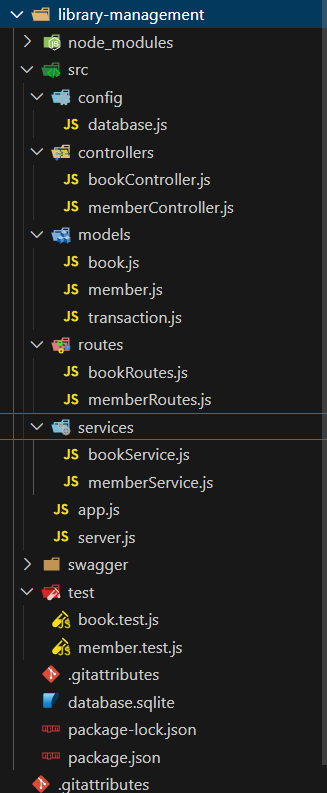 library-management
node_modules
src
config
JS database.js
controllers
JS bookController.js
JS memberController.js
models
JS book.js
JS member.js
JS transaction.js
routes
JS bookRoutes.js
JS memberRoutes.js
services
JS bookService.js
JS memberService.js
JS app.js
JS server.js
swagger
test
book.test.js
member.test.js
.gitattributes
database.sqlite
package-lock.json
package.json
.gitattributes